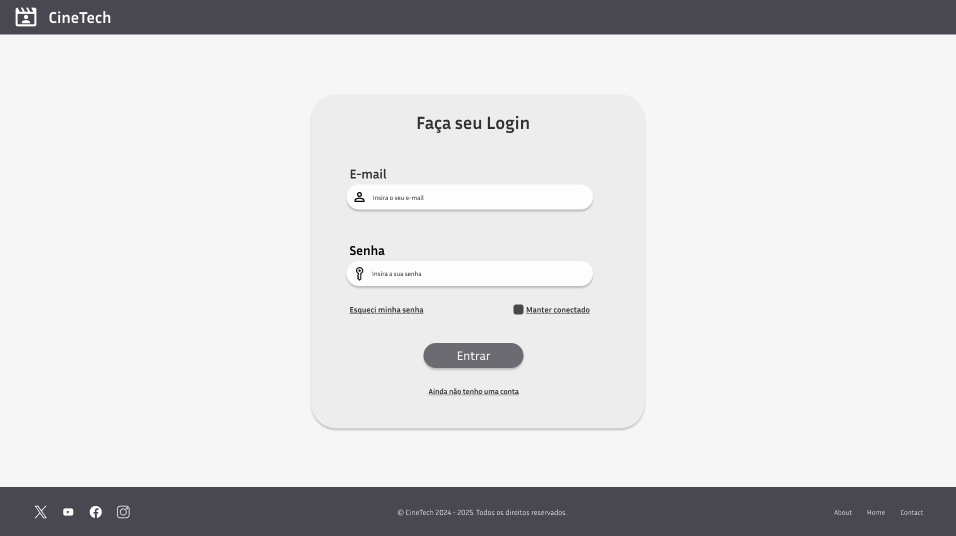 CineTech
Faça seu Login
E-mail
Insira o seu e-mail
Senha
Insira a sua senha
Esqueci minha senha
Manter conectado
Entrar
Ainda não tenho uma conta
© CineTech 2024 - 2025 Todos os direitos reservados
About
Home
Contact